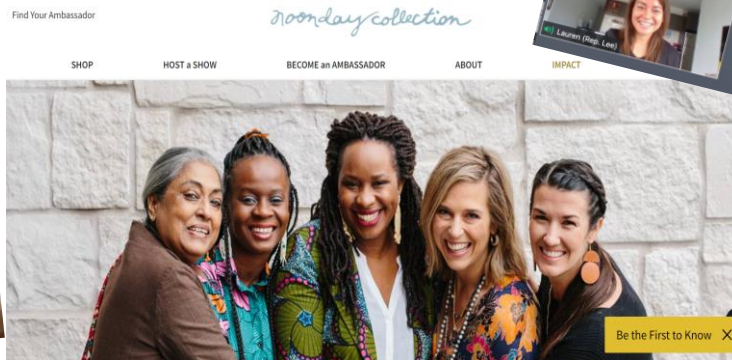 Find Your Ambassador
noonday collection
Lauren (Rep. Lee)
SHOP
HOST a SHOW
BECOME an AMBASSADOR
ABOUT
IMPACT
Be the First to Know X